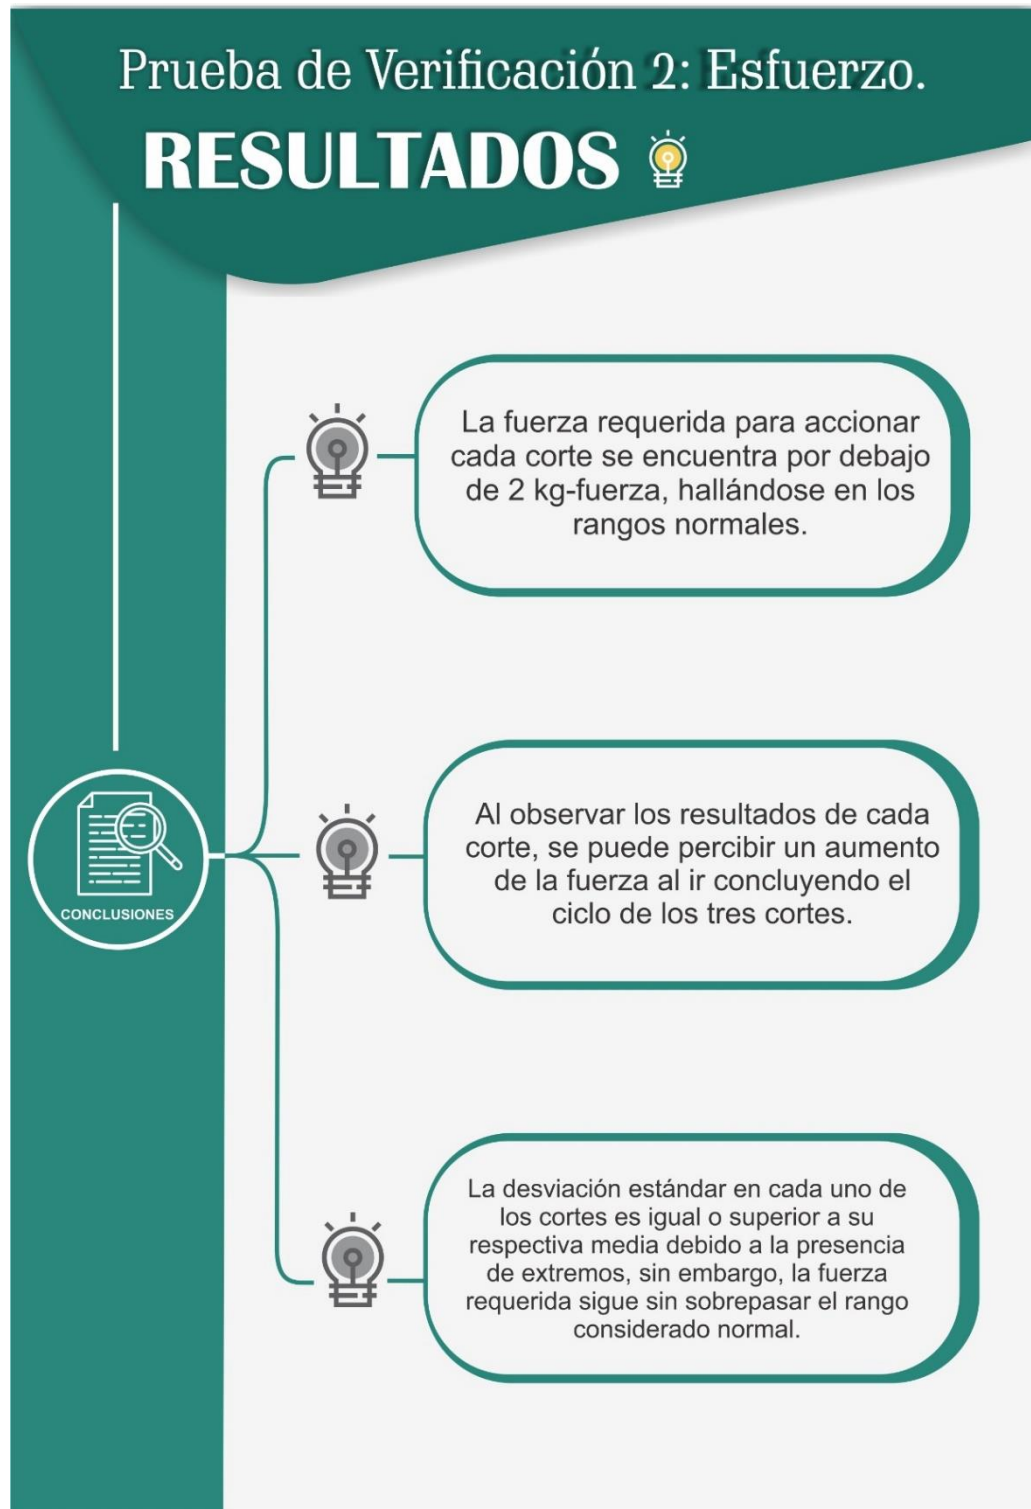 Prueba de Verificación 2: Esfuerzo.
RESULTADOS
La fuerza requerida para accionar
cada corte se encuentra por debajo
de 2 kg-fuerza, hallándose en los
rangos normales.
CONCLUSIONES
Al observar los resultados de cada
corte, se puede percibir un aumento
de la fuerza al ir concluyendo el
ciclo de los tres cortes.
La desviación estándar en cada uno de
los cortes es igual o superior a su
respectiva media debido a la presencia
de extremos, sin embargo, la fuerza
requerida sigue sin sobrepasar el rango
considerado normal.